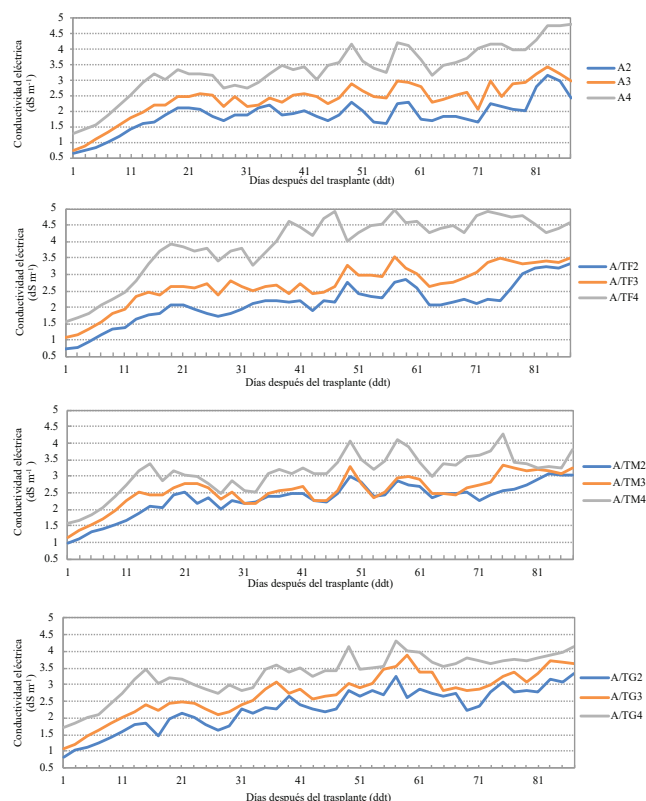 Conductividad eléctrica
(dS m⁻¹)
5
4.5
4
3.5
3
2.5
2
1.5
1
0.5
1 11 21 31 41 51 61 71 81
Días después del trasplante (ddt)
A2
A3
A4
Conductividad eléctrica
(dS m⁻¹)
5
4.5
4
3.5
3
2.5
2
1.5
1
0.5
1 11 21 31 41 51 61 71 81
Días después del trasplante (ddt)
A/TF2
A/TF3
A/TF4
Conductividad eléctrica
(dS m⁻¹)
5
4.5
4
3.5
3
2.5
2
1.5
1
0.5
1 11 21 31 41 51 61 71 81
Días después del trasplante (ddt)
A/TM2
A/TM3
A/TM4
Conductividad eléctrica
(dS m⁻¹)
5
4.5
4
3.5
3
2.5
2
1.5
1
0.5
1 11 21 31 41 51 61 71 81
Días después del trasplante (ddt)
A/TG2
A/TG3
A/TG4